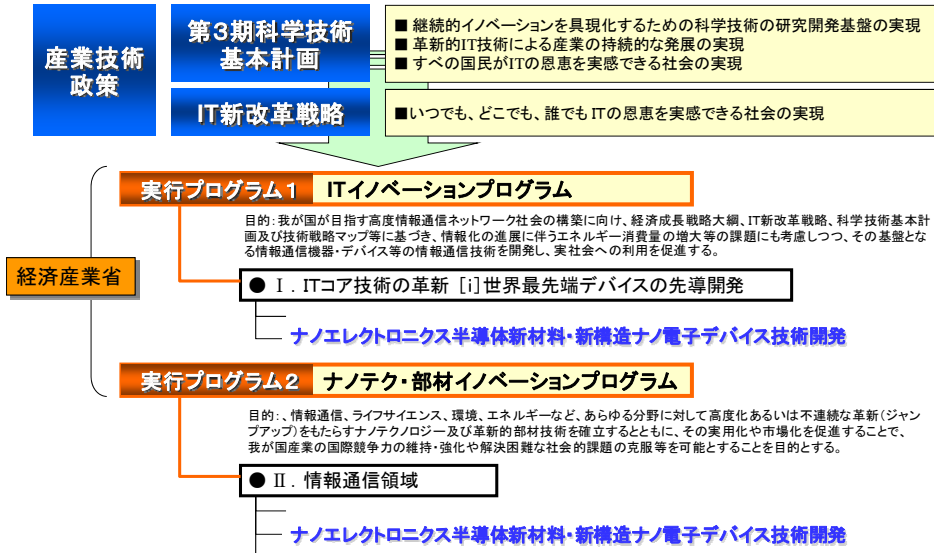 産業技術
政策
第3期科学技術
基本計画
■ 継続的イノベーションを具現化するための科学技術の研究開発基盤の実現
■ 革新的IT技術による産業の持続的な発展の実現
■ すべの国民がITの恩恵を実感できる社会の実現
IT新改革戦略
■いつでも、どこでも、誰でもITの恩恵を実感できる社会の実現
経済産業省
実行プログラム1 ITイノベーションプログラム
目的:我が国が目指す高度情報通信ネットワーク社会の構築に向け、経済成長戦略大綱、IT新改革戦略、科学技術基本計
画及び技術戦略マップ等に基づき、情報化の進展に伴うエネルギー消費量の増大等の課題にも考慮しつつ、その基盤とな
る情報通信機器・デバイス等の情報通信技術を開発し、実社会への利用を促進する。
● Ⅰ. ITコア技術の革新 [i]世界最先端デバイスの先導開発
ナノエレクトロニクス半導体新材料・新構造ナノ電子デバイス技術開発
実行プログラム2 ナノテク・部材イノベーションプログラム
目的:、情報通信、ライフサイエンス、環境、エネルギーなど、あらゆる分野に対して高度化あるいは不連続な革新(ジャン
プアップ)をもたらすナノテクノロジー及び革新的部材技術を確立するとともに、その実用化や市場化を促進することで、
我が国産業の国際競争力の維持・強化や解決困難な社会的課題の克服等を可能とすることを目的とする。
● Ⅱ. 情報通信領域
ナノエレクトロニクス半導体新材料・新構造ナノ電子デバイス技術開発